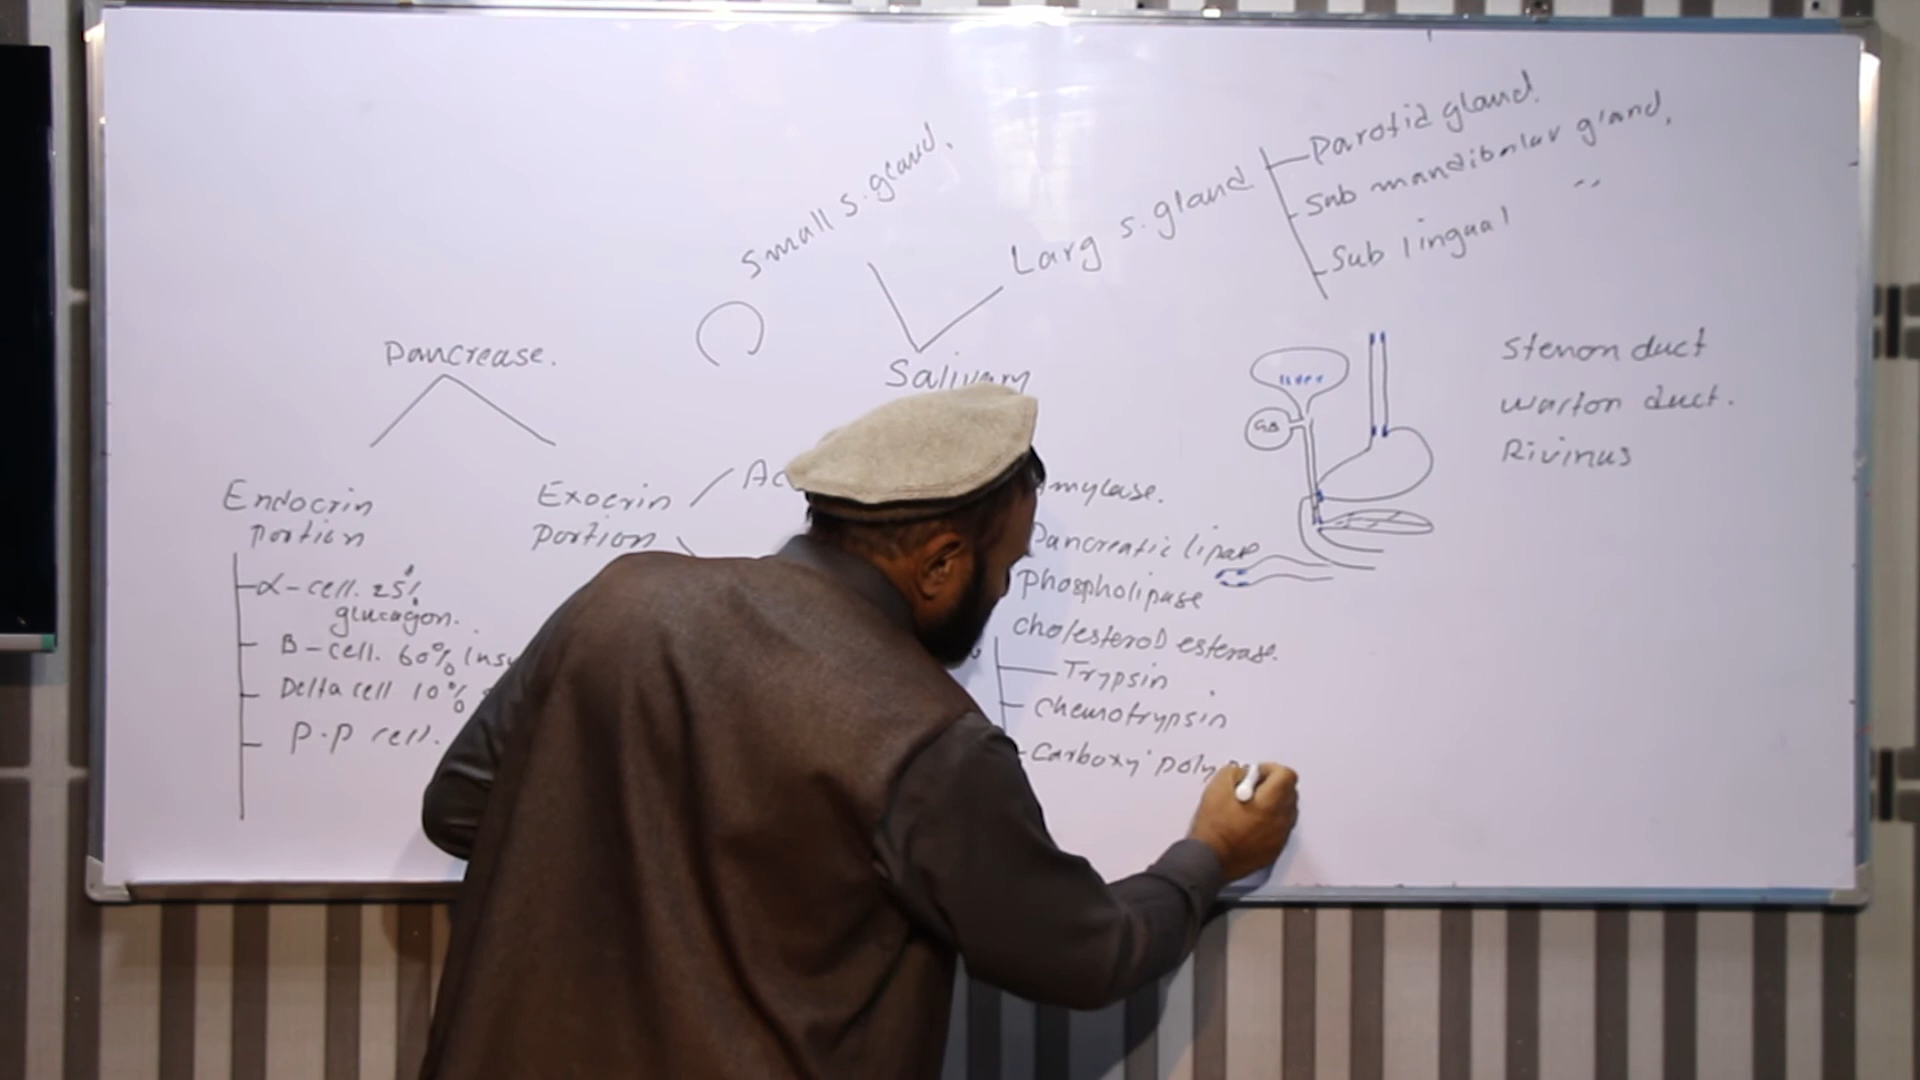 small s. gland.
Larg s. gland
Parotid gland.
Sub mandibular gland,
Sub lingual "
Pancrease.
Salivary
Endocrin
portion
α-cell. 25%
glucagon.
B-cell. 60%
Delta cell 10%
P.P cell.
Exocrin
portion
Amylase.
Pancreatic lipase
phospholipase
cholesterol esterase.
Trypsin
chemotrypsin
Carboxy poly
liver
GB
Stenon duct
warton duct.
Rivinus